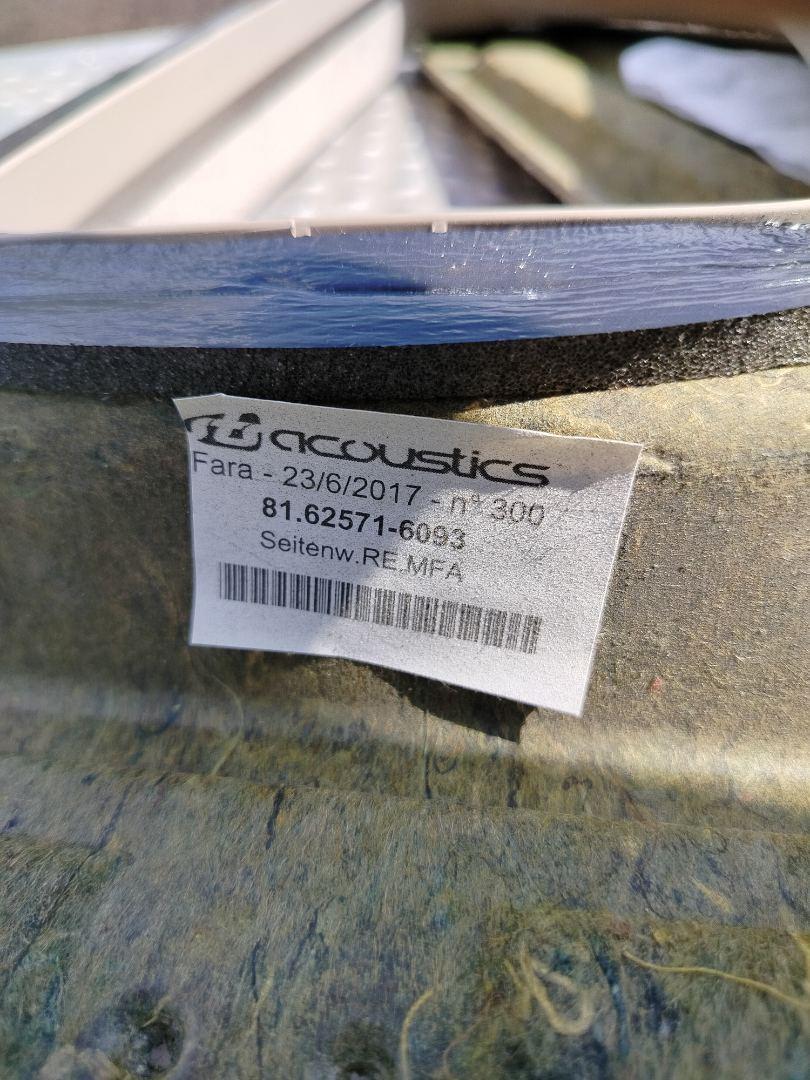 acoustics
Fara - 23/6/2017 - n° 300
81.62571-6093
Seitenw.RE.MFA